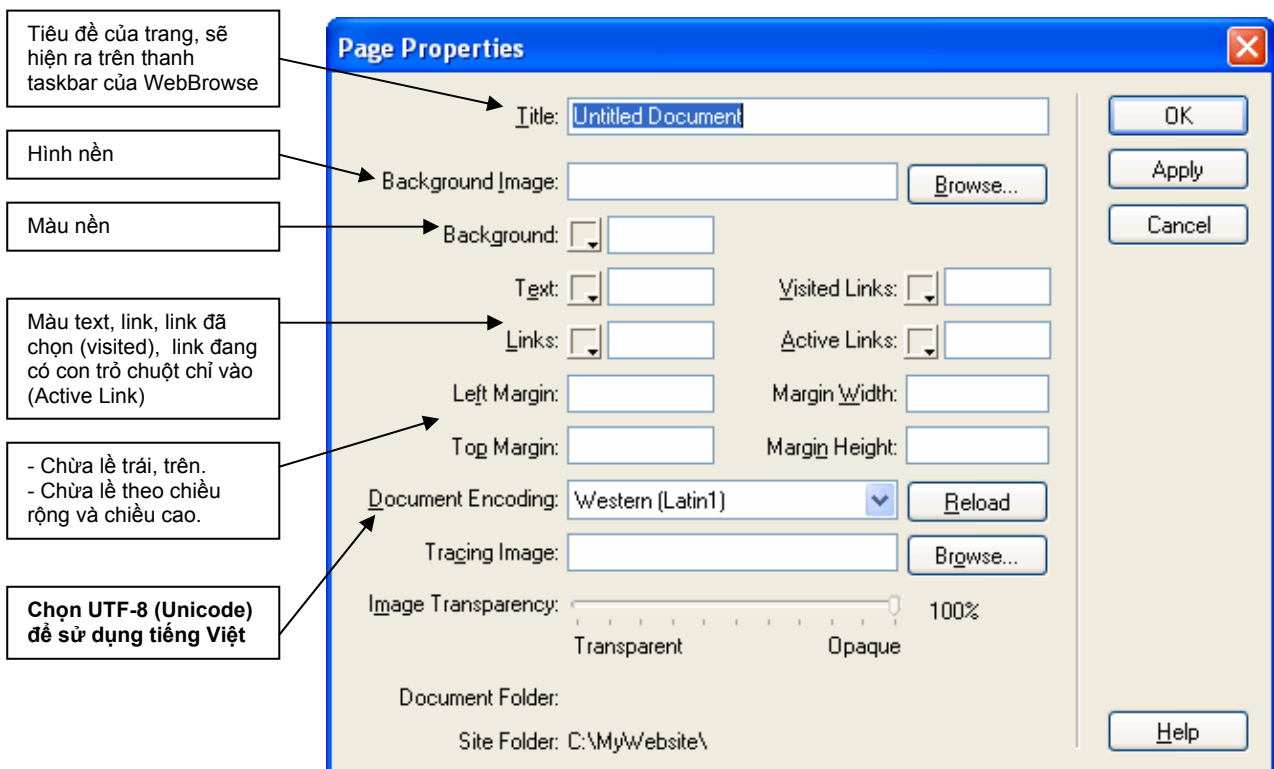 Tiêu đề của trang, sẽ
hiện ra trên thanh
taskbar của WebBrowse
Hình nền
Màu nền
Màu text, link, link đã
chọn (visited), link đang
có con trỏ chuột chỉ vào
(Active Link)
- Chừa lề trái, trên.
- Chừa lề theo chiều
rộng và chiều cao.
Chọn UTF-8 (Unicode)
để sử dụng tiếng Việt
Page Properties
Title: Untitled Document
OK
Background Image: Browse...
Apply
Background:
Cancel
Text: Visited Links:
Links: Active Links:
Left Margin: Margin Width:
Top Margin: Margin Height:
Document Encoding: Western (Latin1) Reload
Tracing Image: Browse...
Image Transparency: 100%
Transparent Opaque
Document Folder:
Site Folder: C:\MyWebsite\
Help